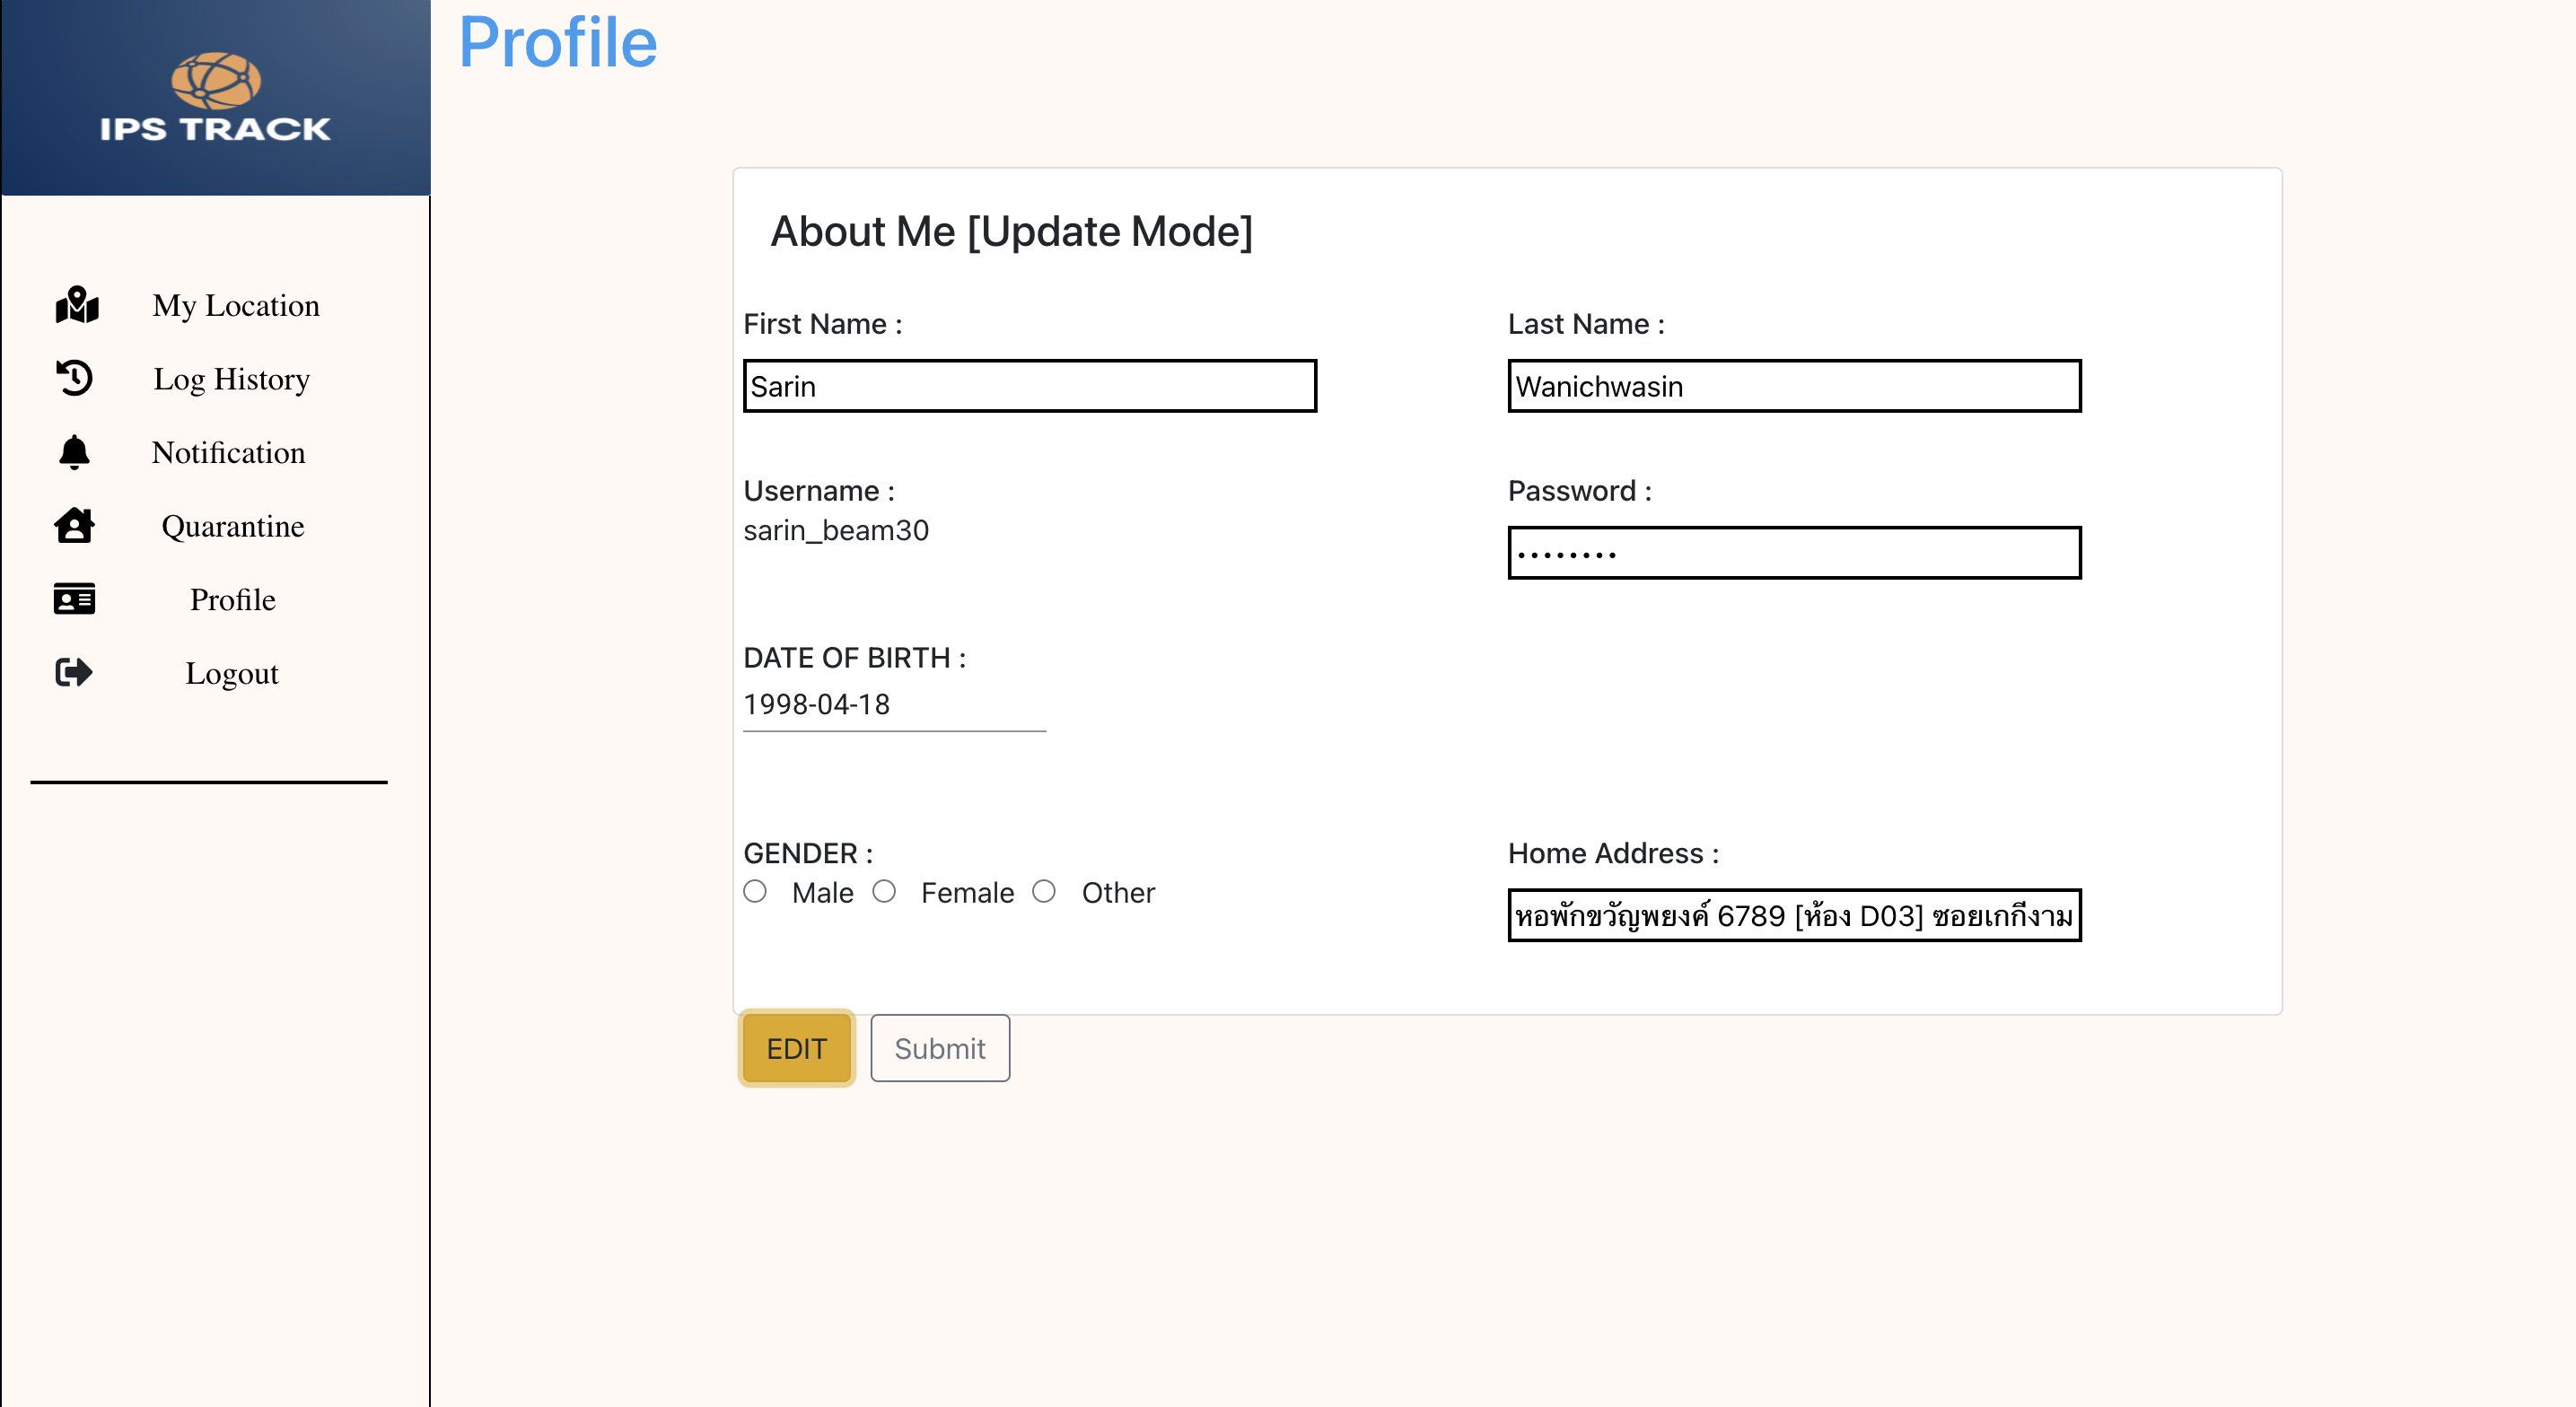 IPS TRACK
My Location
Log History
Notification
Quarantine
Profile
Logout
Profile
About Me [Update Mode]
First Name :
Sarin
Last Name :
Wanichwasin
Username :
sarin_beam30
Password :
••••••••
DATE OF BIRTH :
1998-04-18
GENDER :
Male Female Other
Home Address :
หอพักขวัญพยงค์ 6789 [ห้อง D03] ซอยเกกีงาม
EDIT Submit